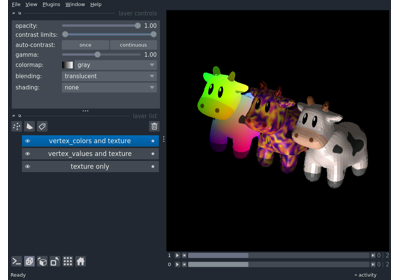 File View Plugins Window Help
layer controls
opacity: 1.00
contrast limits:
auto-contrast: once continuous
gamma: 1.00
colormap: gray
blending: translucent
shading: none
layer list
vertex_colors and texture
vertex_values and texture
texture only
1 0 2
0 0 2
Ready activity